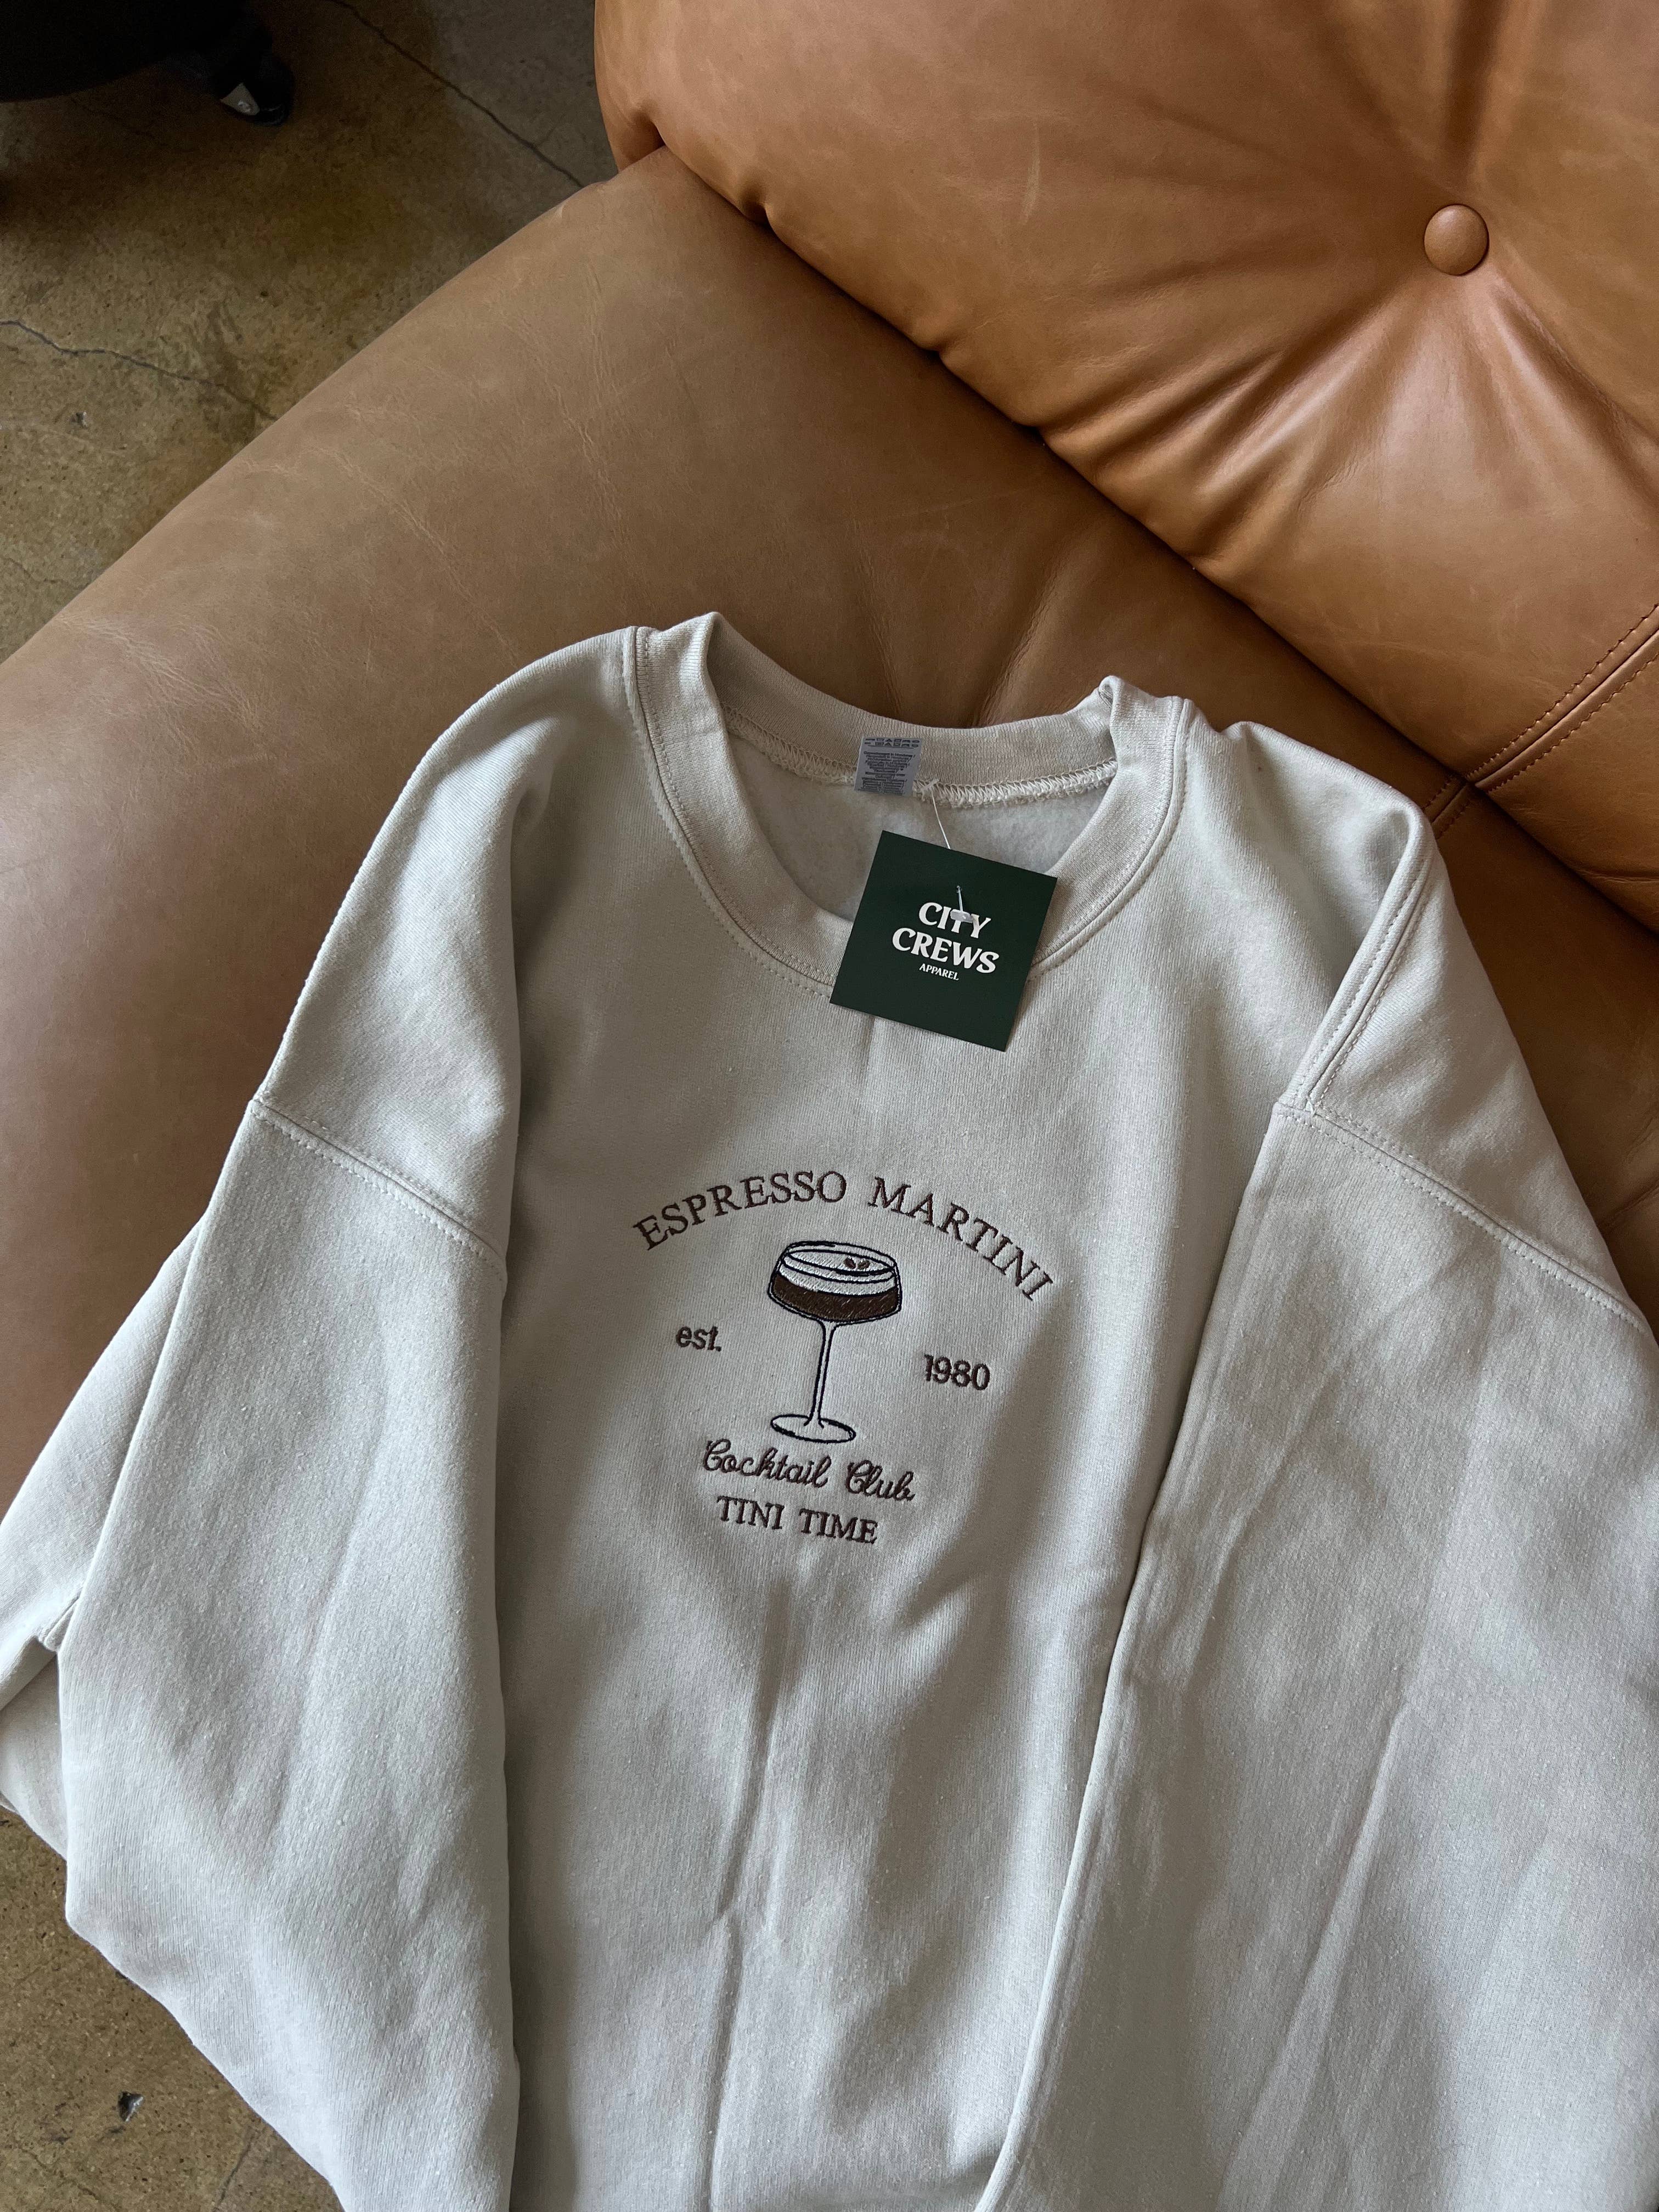 CITY
CREWS
APPAREL
ESPRESSO MARTINI
est. 1980
Cocktail Club
TINI TIME